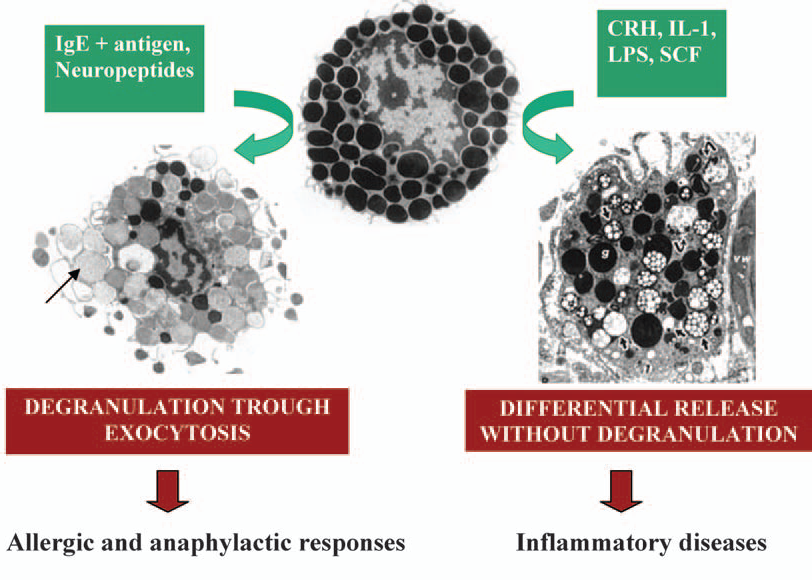 IgE + antigen,
Neuropeptides
CRH, IL-1,
LPS, SCF
g
v w
DEGRANULATION TROUGH
EXOCYTOSIS
DIFFERENTIAL RELEASE
WITHOUT DEGRANULATION
Allergic and anaphylactic responses
Inflammatory diseases